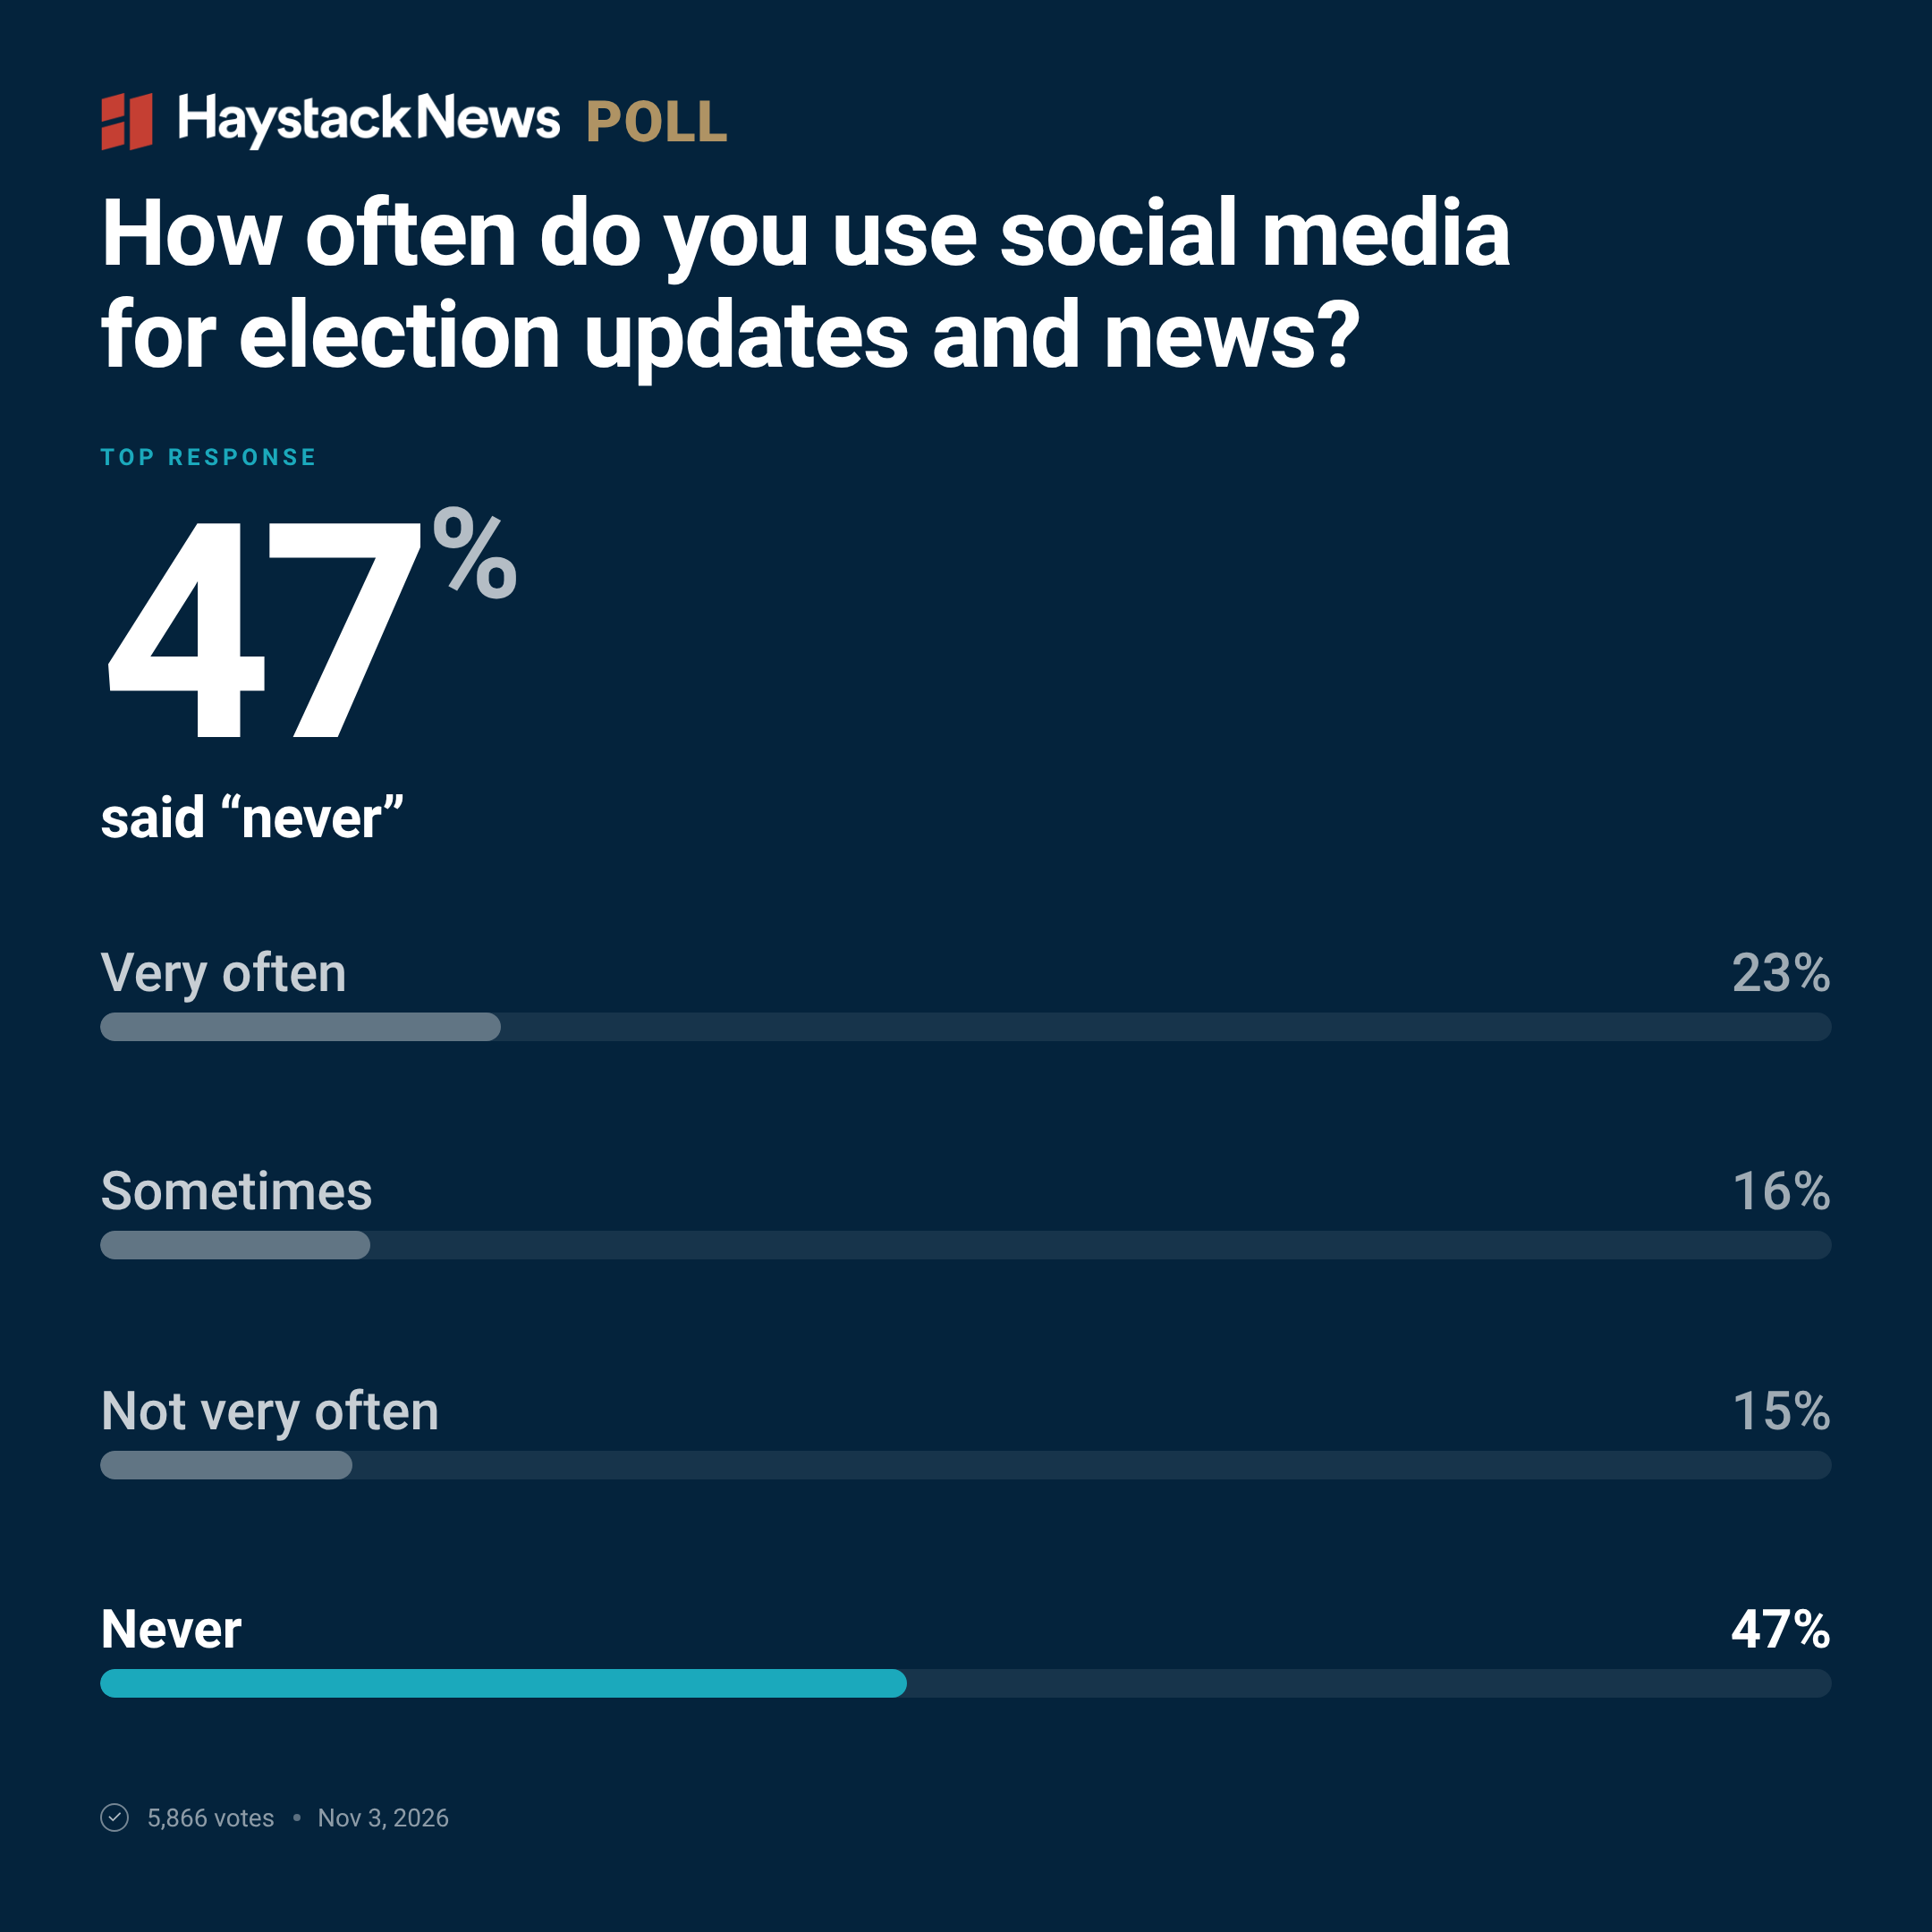 HaystackNews POLL
How often do you use social media
for election updates and news?
TOP RESPONSE
47%
said “never”
Very often 23%
Sometimes 16%
Not very often 15%
Never 47%
5,866 votes • Nov 3, 2026